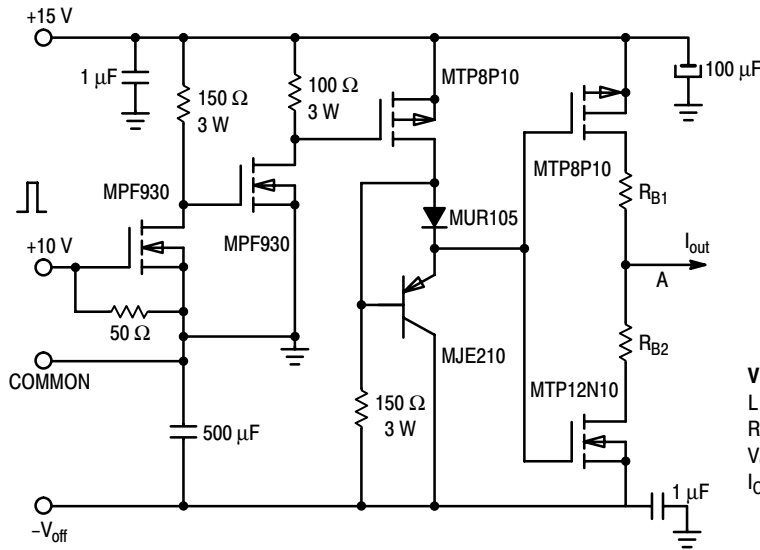 +15 V
1 μF
150 Ω
3 W
100 Ω
3 W
MTP8P10
100 μF
MPF930
MTP8P10
R_B1
MUR105
+10 V
MPF930
I_out
A
50 Ω
MJE210
R_B2
COMMON
MTP12N10
150 Ω
3 W
500 μF
V
L
R
I_C
1 μF
–V_off